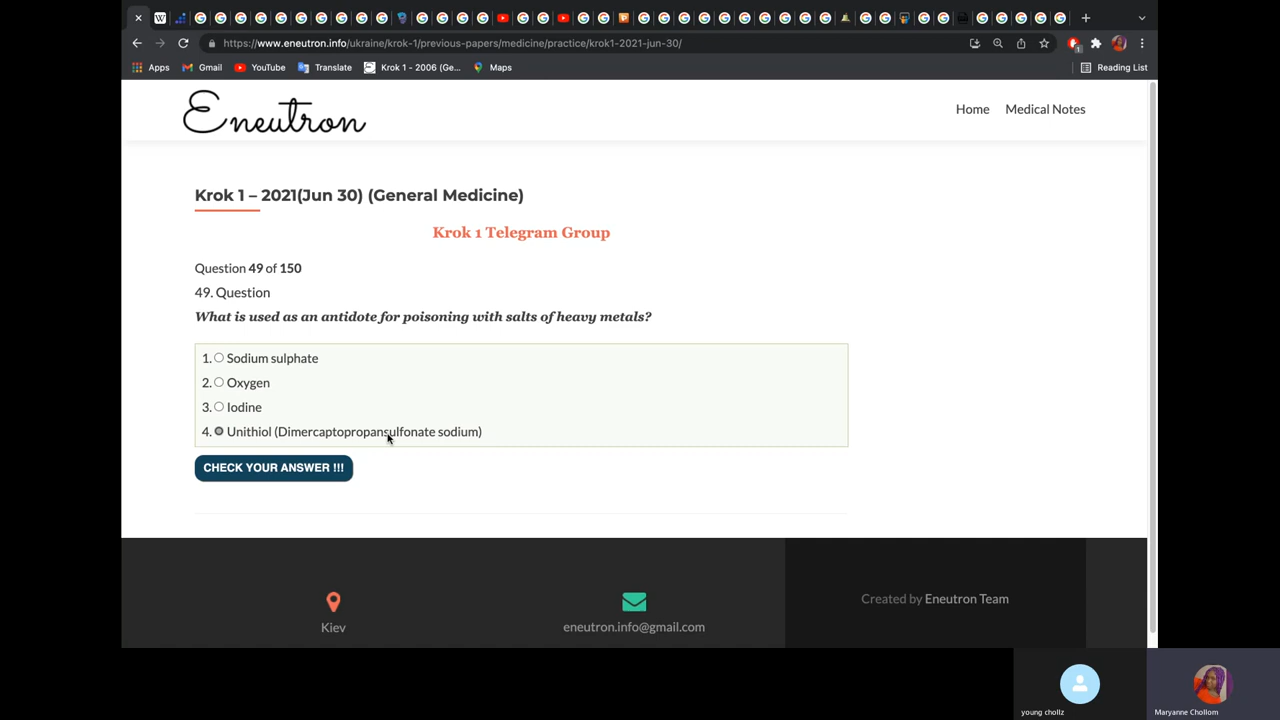 https://www.eneutron.info/ukraine/krok-1/previous-papers/medicine/practice/krok1-2021-jun-30/
Apps Gmail YouTube Translate Krok 1 - 2006 (Ge... Maps Reading List
Eneutron
Home Medical Notes
Krok 1 – 2021(Jun 30) (General Medicine)
Krok 1 Telegram Group
Question 49 of 150
49. Question
What is used as an antidote for poisoning with salts of heavy metals?
1. Sodium sulphate
2. Oxygen
3. Iodine
4. Unithiol (Dimercaptopropansulfonate sodium)
CHECK YOUR ANSWER !!!
Kiev
eneutron.info@gmail.com
Created by Eneutron Team
young chollz
Maryanne Chollom